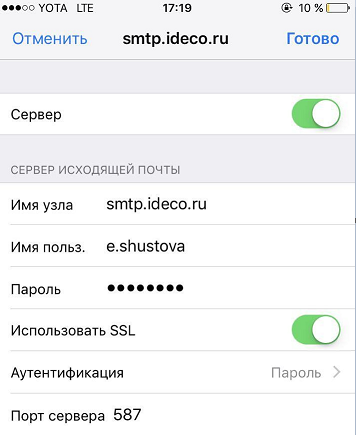 YOTA LTE 17:19 10 %
Отменить smtp.ideco.ru Готово
Сервер
СЕРВЕР ИСХОДЯЩЕЙ ПОЧТЫ
Имя узла smtp.ideco.ru
Имя польз. e.shustova
Пароль ●●●●●●●●
Использовать SSL
Аутентификация Пароль
Порт сервера 587